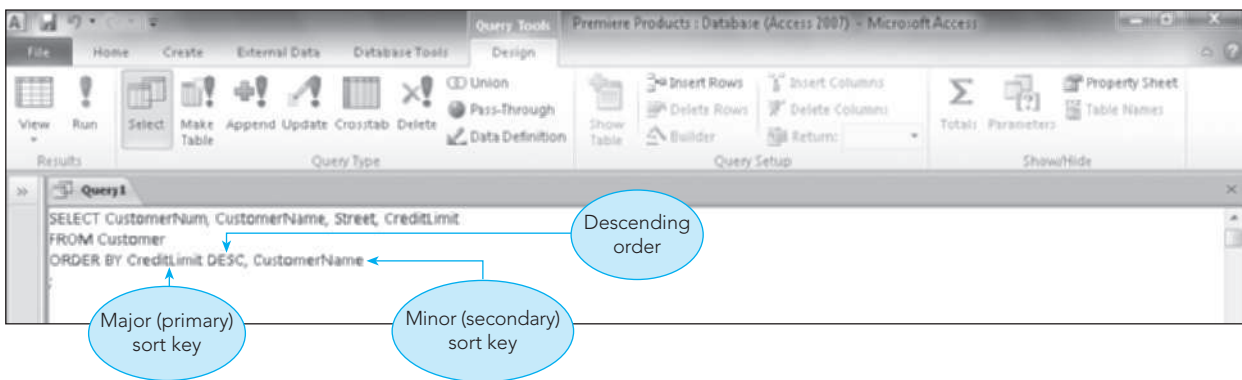 A
Query Tools
Premiere Products : Database (Access 2007) - Microsoft Access
File Home Create External Data Database Tools Design
View
Run
Select
Make Table
Append
Update
Crosstab
Delete
Union
Pass-Through
Data Definition
Show Table
Insert Rows
Delete Rows
Builder
Insert Columns
Delete Columns
Return:
Totals
Parameters
Property Sheet
Table Names
Results
Query Type
Query Setup
Show/Hide
Query1
SELECT CustomerNum, CustomerName, Street, CreditLimit
FROM Customer
ORDER BY CreditLimit DESC, CustomerName
;
Descending
order
Major (primary)
sort key
Minor (secondary)
sort key